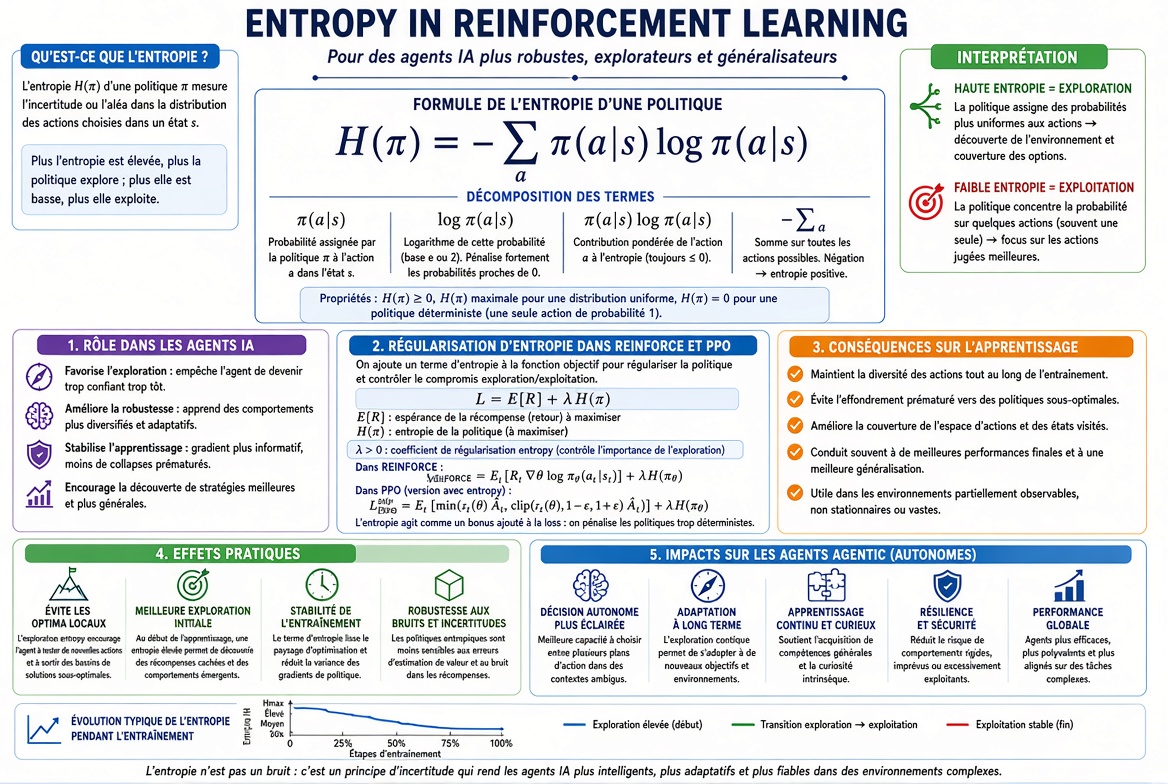 ENTROPY IN REINFORCEMENT LEARNING
Pour des agents IA plus robustes, explorateurs et généralisateurs
QU'EST-CE QUE L'ENTROPIE ?
L'entropie H(π) d'une politique π mesure
l'incertitude ou l'aléa dans la distribution
des actions choisies dans un état s.
Plus l'entropie est élevée, plus la
politique explore ; plus elle est
basse, plus elle exploite.
FORMULE DE L'ENTROPIE D'UNE POLITIQUE
H(π) = − ∑ π(a|s) log π(a|s)
a
DÉCOMPOSITION DES TERMES
π(a|s)
Probabilité assignée par
la politique π à l'action
a dans l'état s.
log π(a|s)
Logarithme de cette probabilité
(base e ou 2). Pénalise fortement
les probabilités proches de 0.
π(a|s) log π(a|s)
Contribution pondérée de l'action
a à l'entropie (toujours ≤ 0).
−∑ a
Somme sur toutes les
actions possibles. Négation
→ entropie positive.
Propriétés : H(π) ≥ 0, H(π) maximale pour une distribution uniforme, H(π) = 0 pour une
politique déterministe (une seule action de probabilité 1).
INTERPRÉTATION
HAUTE ENTROPIE = EXPLORATION
La politique assigne des probabilités
plus uniformes aux actions →
découverte de l'environnement et
couverture des options.
FAIBLE ENTROPIE = EXPLOITATION
La politique concentre la probabilité
sur quelques actions (souvent une
seule) → focus sur les actions
jugées meilleures.
1. RÔLE DANS LES AGENTS IA
Favorise l'exploration : empêche l'agent de devenir
trop confiant trop tôt.
Améliore la robustesse : apprend des comportements
plus diversifiés et adaptatifs.
Stabilise l'apprentissage : gradient plus informatif,
moins de collapses prématurés.
Encourage la découverte de stratégies meilleures
et plus générales.
2. RÉGULARISATION D'ENTROPIE DANS REINFORCE ET PPO
On ajoute un terme d'entropie à la fonction objectif pour régulariser la politique
et contrôler le compromis exploration/exploitation.
L = E[R] + λ H(π)
E[R] : espérance de la récompense (retour) à maximiser
H(π) : entropie de la politique (à maximiser)
λ > 0 : coefficient de régularisation entropy (contrôle l'importance de l'exploration)
Dans REINFORCE :
= E_t [R_t ∇θ log π_θ(a_t|s_t)] + λH(π_θ)
Dans PPO (version avec entropy) :
L = E_t [min(r_t(θ) Â_t, clip(r_t(θ), 1−ε, 1+ε) Â_t)] + λH(π_θ)
L'entropie agit comme un bonus ajouté à la loss : on pénalise les politiques trop déterministes.
3. CONSÉQUENCES SUR L'APPRENTISSAGE
Maintient la diversité des actions tout au long de l'entrainement.
Évite l'effondrement prématuré vers des politiques sous-optimales.
Améliore la couverture de l'espace d'actions et des états visités.
Conduit souvent à de meilleures performances finales et à une
meilleure généralisation.
Utile dans les environnements partiellement observables,
non stationnaires ou vastes.
4. EFFETS PRATIQUES
ÉVITE LES
OPTIMA LOCAUX
L'exploration entropy encourage
l'agent à tester de nouvelles actions
et à sortir des bassins de
solutions sous-optimales.
MEILLEURE EXPLORATION
INITIALE
Au début de l'apprentissage, une
entropie élevée permet de découvrir
des récompenses cachées et des
comportements émergents.
STABILITÉ DE
L'ENTRAÎNEMENT
Le terme d'entropie lisse le
paysage d'optimisation et
réduit la variance des
gradients de politique.
ROBUSTESSE AUX
BRUITS ET INCERTITUDES
Les politiques entropiques sont
moins sensibles aux erreurs
d'estimation de valeur et au bruit
dans les récompenses.
5. IMPACTS SUR LES AGENTS AGENTIC (AUTONOMES)
DÉCISION AUTONOME
PLUS ÉCLAIRÉE
Meilleure capacité à choisir
entre plusieurs plans
d'action dans des
contextes ambigus.
ADAPTATION
À LONG TERME
L'exploration continue
permet de s'adapter à de
nouveaux objectifs et
environnements.
APPRENTISSAGE
CONTINU ET CURIEUX
Soutient l'acquisition de
compétences générales
et la curiosité
intrinsèque.
RÉSILIENCE
ET SÉCURITÉ
Réduit le risque de
comportements rigides,
imprévus ou excessivement
exploitants.
PERFORMANCE
GLOBALE
Agents plus efficaces,
plus polyvalents et plus
alignés sur des tâches
complexes.
ÉVOLUTION TYPIQUE DE L'ENTROPIE
PENDANT L'ENTRAÎNEMENT
Hmax
Élevé
Moyen
0
25%
50%
75%
100%
Étapes d'entraînement
Exploration élevée (début)
Transition exploration → exploitation
Exploitation stable (fin)
L'entropie n'est pas un bruit : c'est un principe d'incertitude qui rend les agents IA plus intelligents, plus adaptatifs et plus fiables dans des environnements complexes.